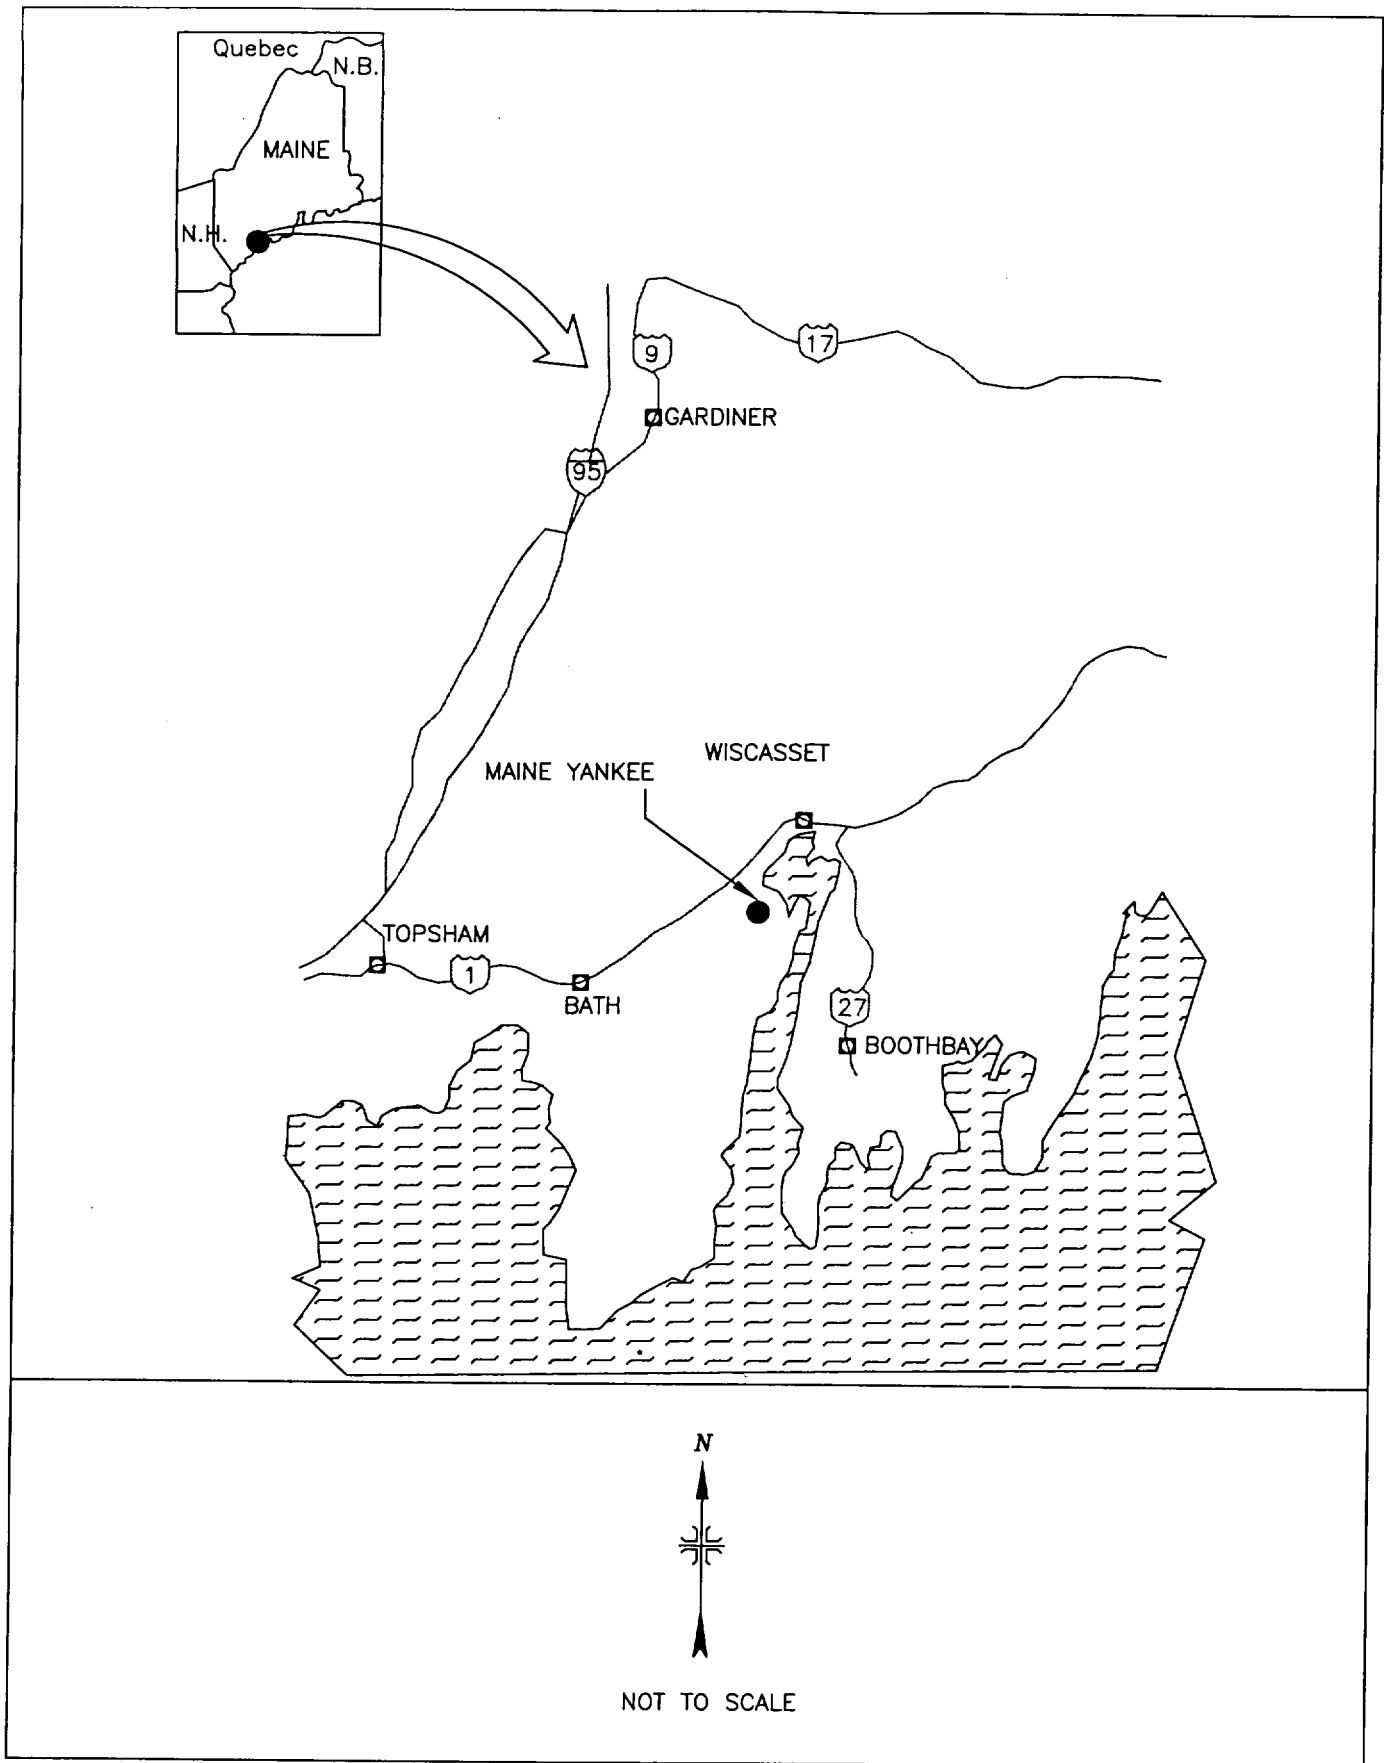 Quebec
N.B.
MAINE
N.H.
9
17
GARDINER
95
WISCASSET
MAINE YANKEE
TOPSHAM
1
BATH
27
BOOTHBAY
N
NOT TO SCALE